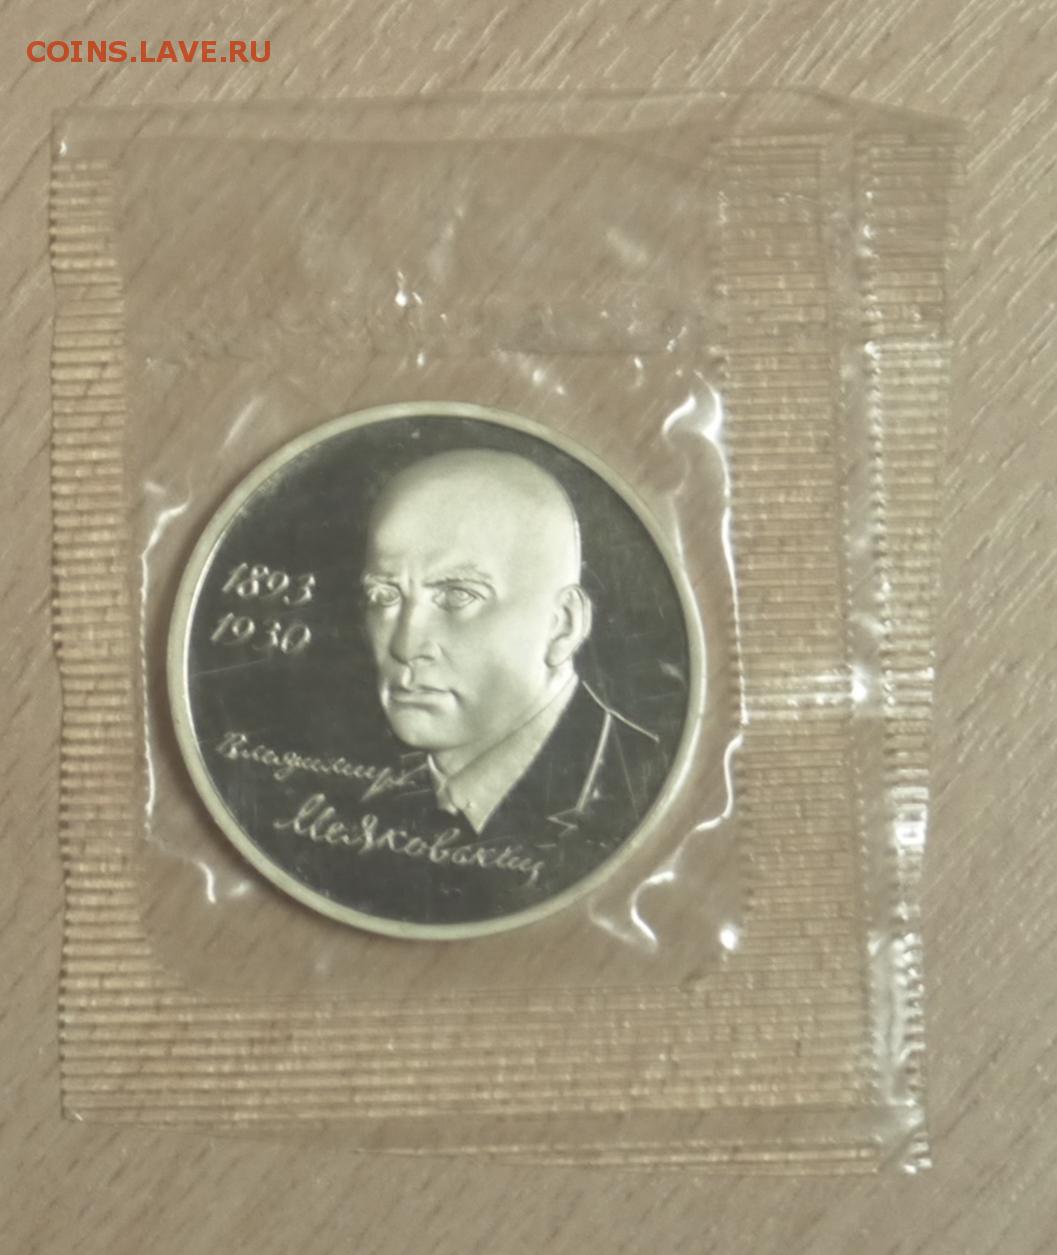 COINS.LAVE.RU
1893
1930
Владимир
Маяковский